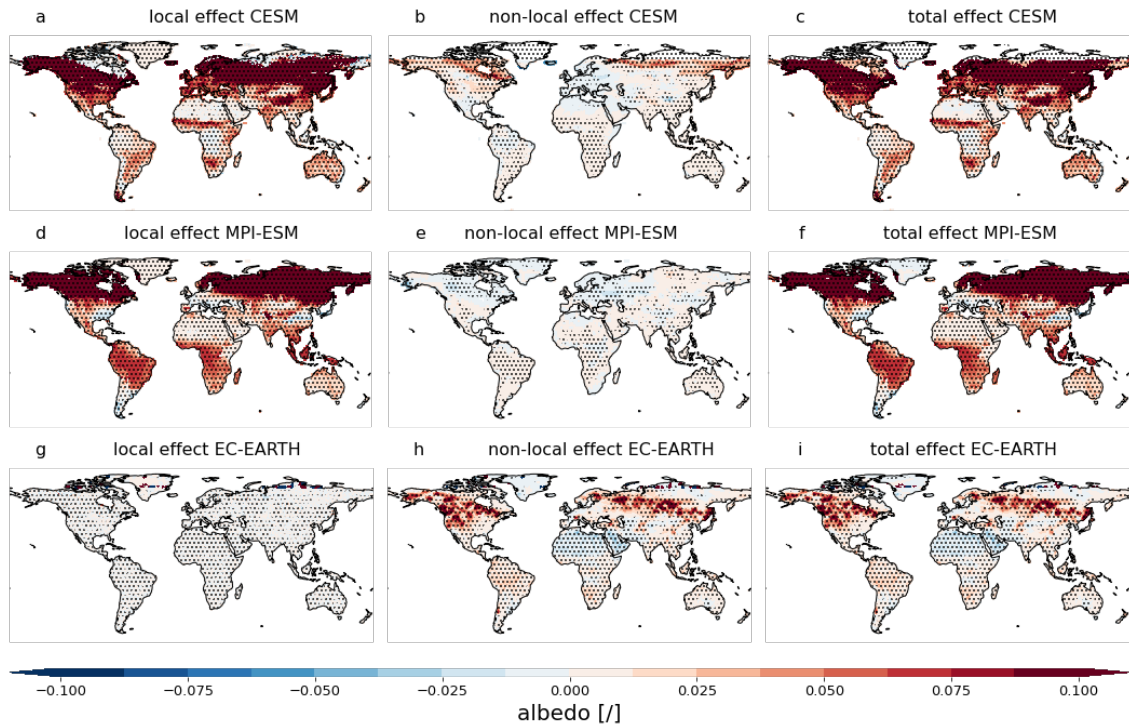 a local effect CESM b non-local effect CESM c total effect CESM
d local effect MPI-ESM e non-local effect MPI-ESM f total effect MPI-ESM
g local effect EC-EARTH h non-local effect EC-EARTH i total effect EC-EARTH
−0.100 −0.075 −0.050 −0.025 0.000 0.025 0.050 0.075 0.100
albedo [/]